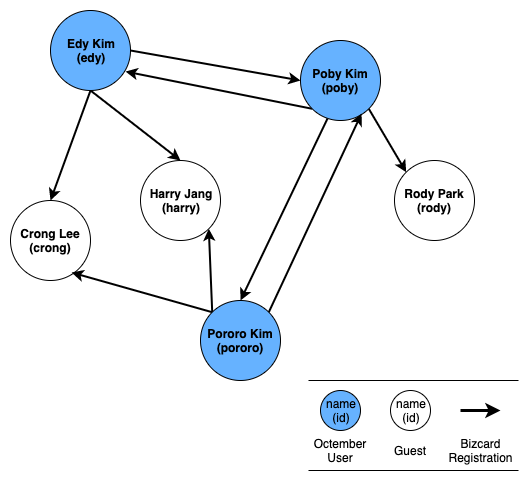 Edy Kim
(edy)
Poby Kim
(poby)
Harry Jang
(harry)
Rody Park
(rody)
Crong Lee
(crong)
Pororo Kim
(pororo)
name
(id)
name
(id)
Octember
User
Guest
Bizcard
Registration